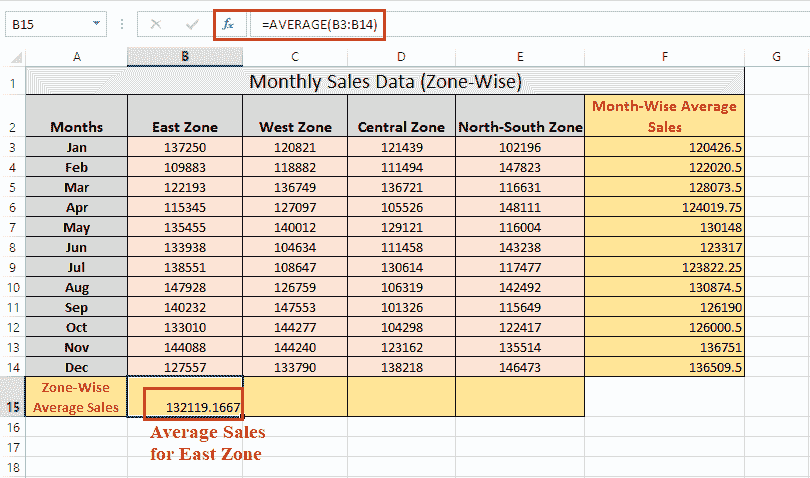 B15 fx =AVERAGE(B3:B14)
A B C D E F G
1 Monthly Sales Data (Zone-Wise)
2 Months East Zone West Zone Central Zone North-South Zone Month-Wise Average Sales
3 Jan 137250 120821 121439 102196 120426.5
4 Feb 109883 118882 111494 147823 122020.5
5 Mar 122193 136749 136721 116631 128073.5
6 Apr 115345 127097 105526 148111 124019.75
7 May 135455 140012 129121 116004 130148
8 Jun 133938 104634 111458 143238 123317
9 Jul 138551 108647 130614 117477 123822.25
10 Aug 147928 126759 106319 142492 130874.5
11 Sep 140232 147553 101326 115649 126190
12 Oct 133010 144277 104298 122417 126000.5
13 Nov 144088 144240 123162 135514 136751
14 Dec 127557 133790 138218 146473 136509.5
15 Zone-Wise Average Sales 132119.1667
16 Average Sales
17 for East Zone
18